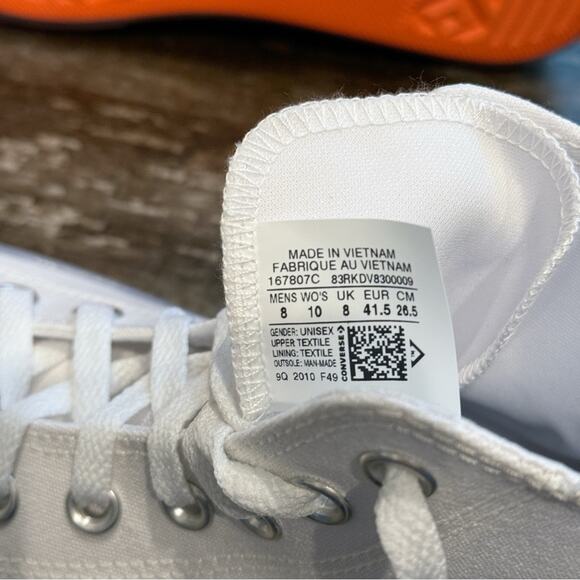 MADE IN VIETNAM
FABRIQUE AU VIETNAM
167807C 83RKDV8300009
MENS WO'S UK EUR CM
8 10 8 41.5 26.5
GENDER: UNISEX
UPPER TEXTILE
LINING: TEXTILE
OUTSOLE: MAN-MADE
CONVERSE
9Q 2010 F49